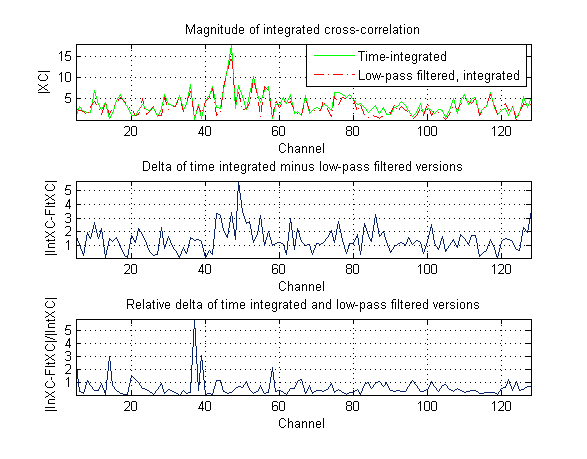 Magnitude of integrated cross-correlation
|XC|
15
10
5
Time-integrated
Low-pass filtered, integrated
20 40 60 80 100 120
Channel
Delta of time integrated minus low-pass filtered versions
|IntXC-FltXC|
5
4
3
2
1
20 40 60 80 100 120
Channel
Relative delta of time integrated and low-pass filtered versions
|InXC-FltXC|/|IntXC|
5
4
3
2
1
20 40 60 80 100 120
Channel